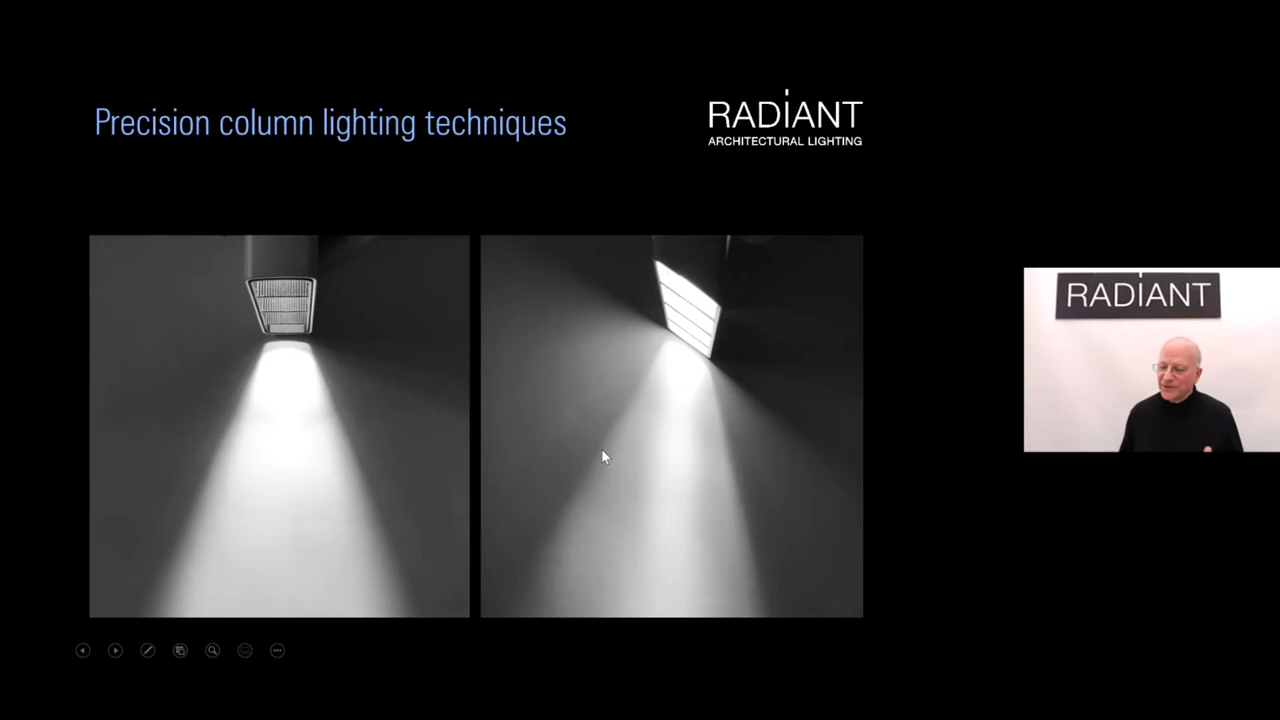 Precision column lighting techniques
RADiANT
ARCHITECTURAL LIGHTING
RADiANT